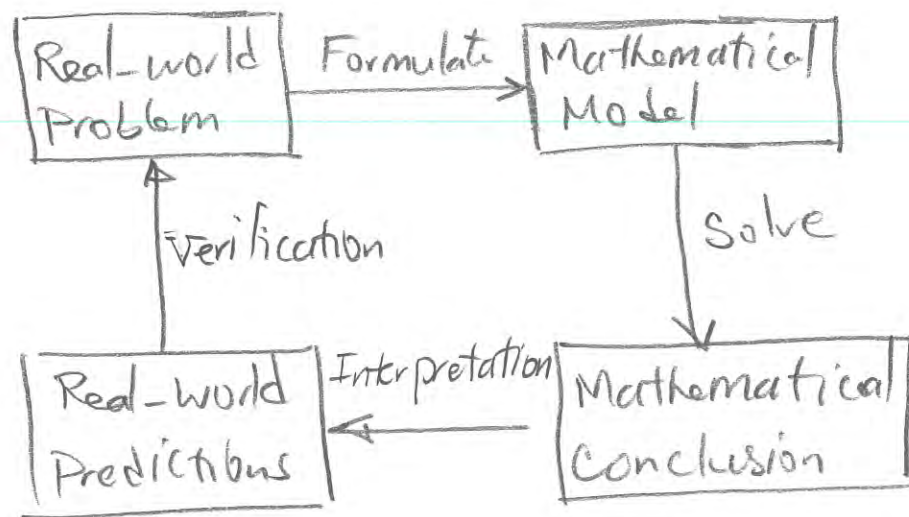 Real-world
Problem
Formulate
Mathematical
Model
Solve
Verification
Real-world
Predictions
Interpretation
Mathematical
Conclusion